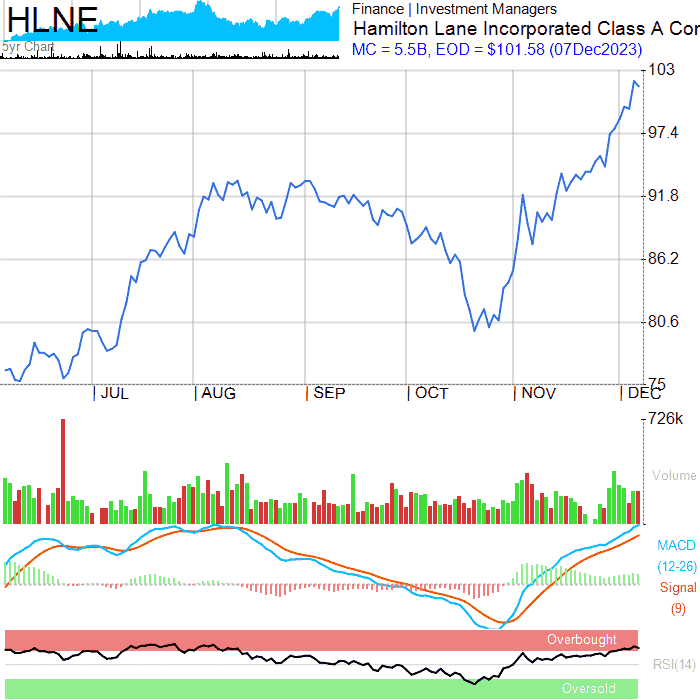 HLNE
Finance | Investment Managers
Hamilton Lane Incorporated Class A Cor
5yr Chart
MC = 5.5B, EOD = $101.58 (07Dec2023)
103
97.4
91.8
86.2
80.6
75
JUL AUG SEP OCT NOV DEC
726k
Volume
MACD
(12-26)
Signal
(9)
Overbought
RSI(14)
Oversold